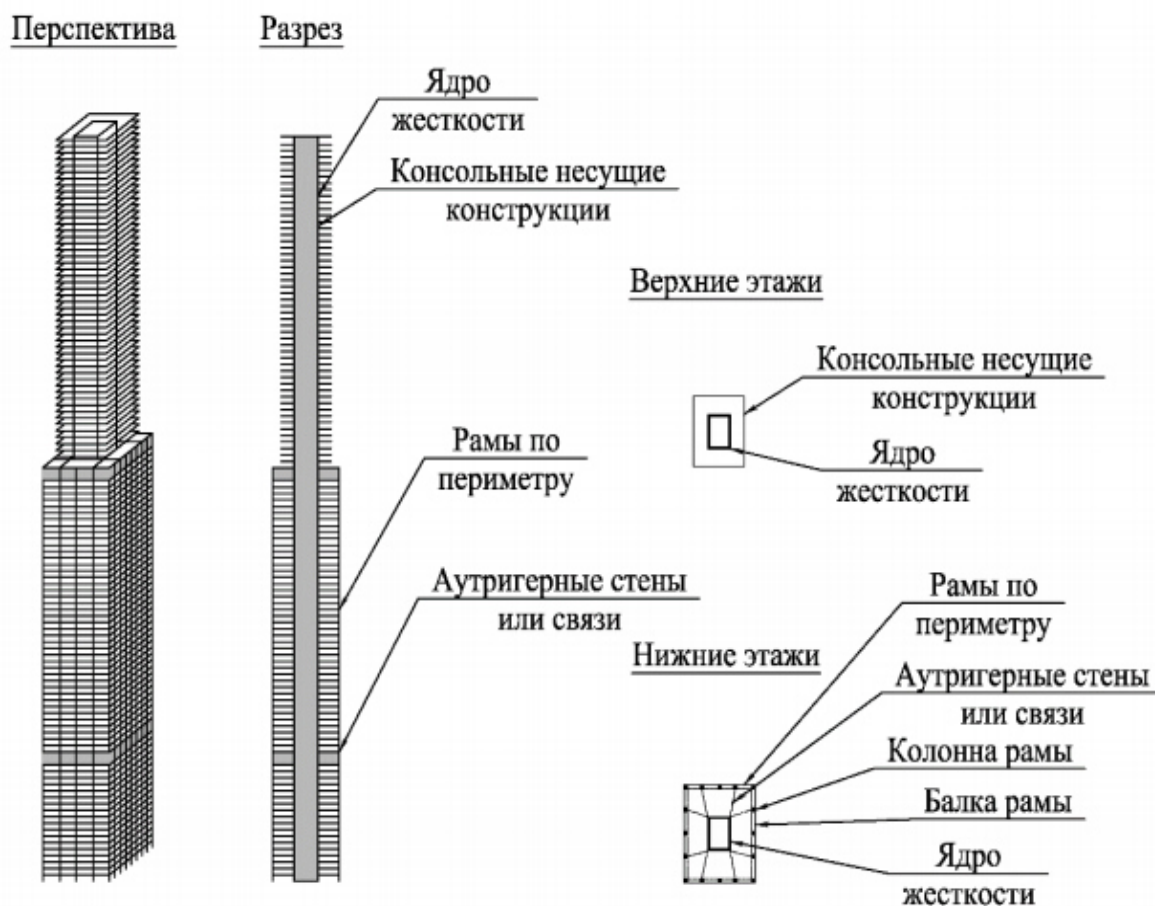 Перспектива
Разрез
Ядро
жесткости
Консольные несущие
конструкции
Рамы по
периметру
Аутригерные стены
или связи
Верхние этажи
Консольные несущие
конструкции
Ядро
жесткости
Нижние этажи
Рамы по
периметру
Аутригерные стены
или связи
Колонна рамы
Балка рамы
Ядро
жесткости